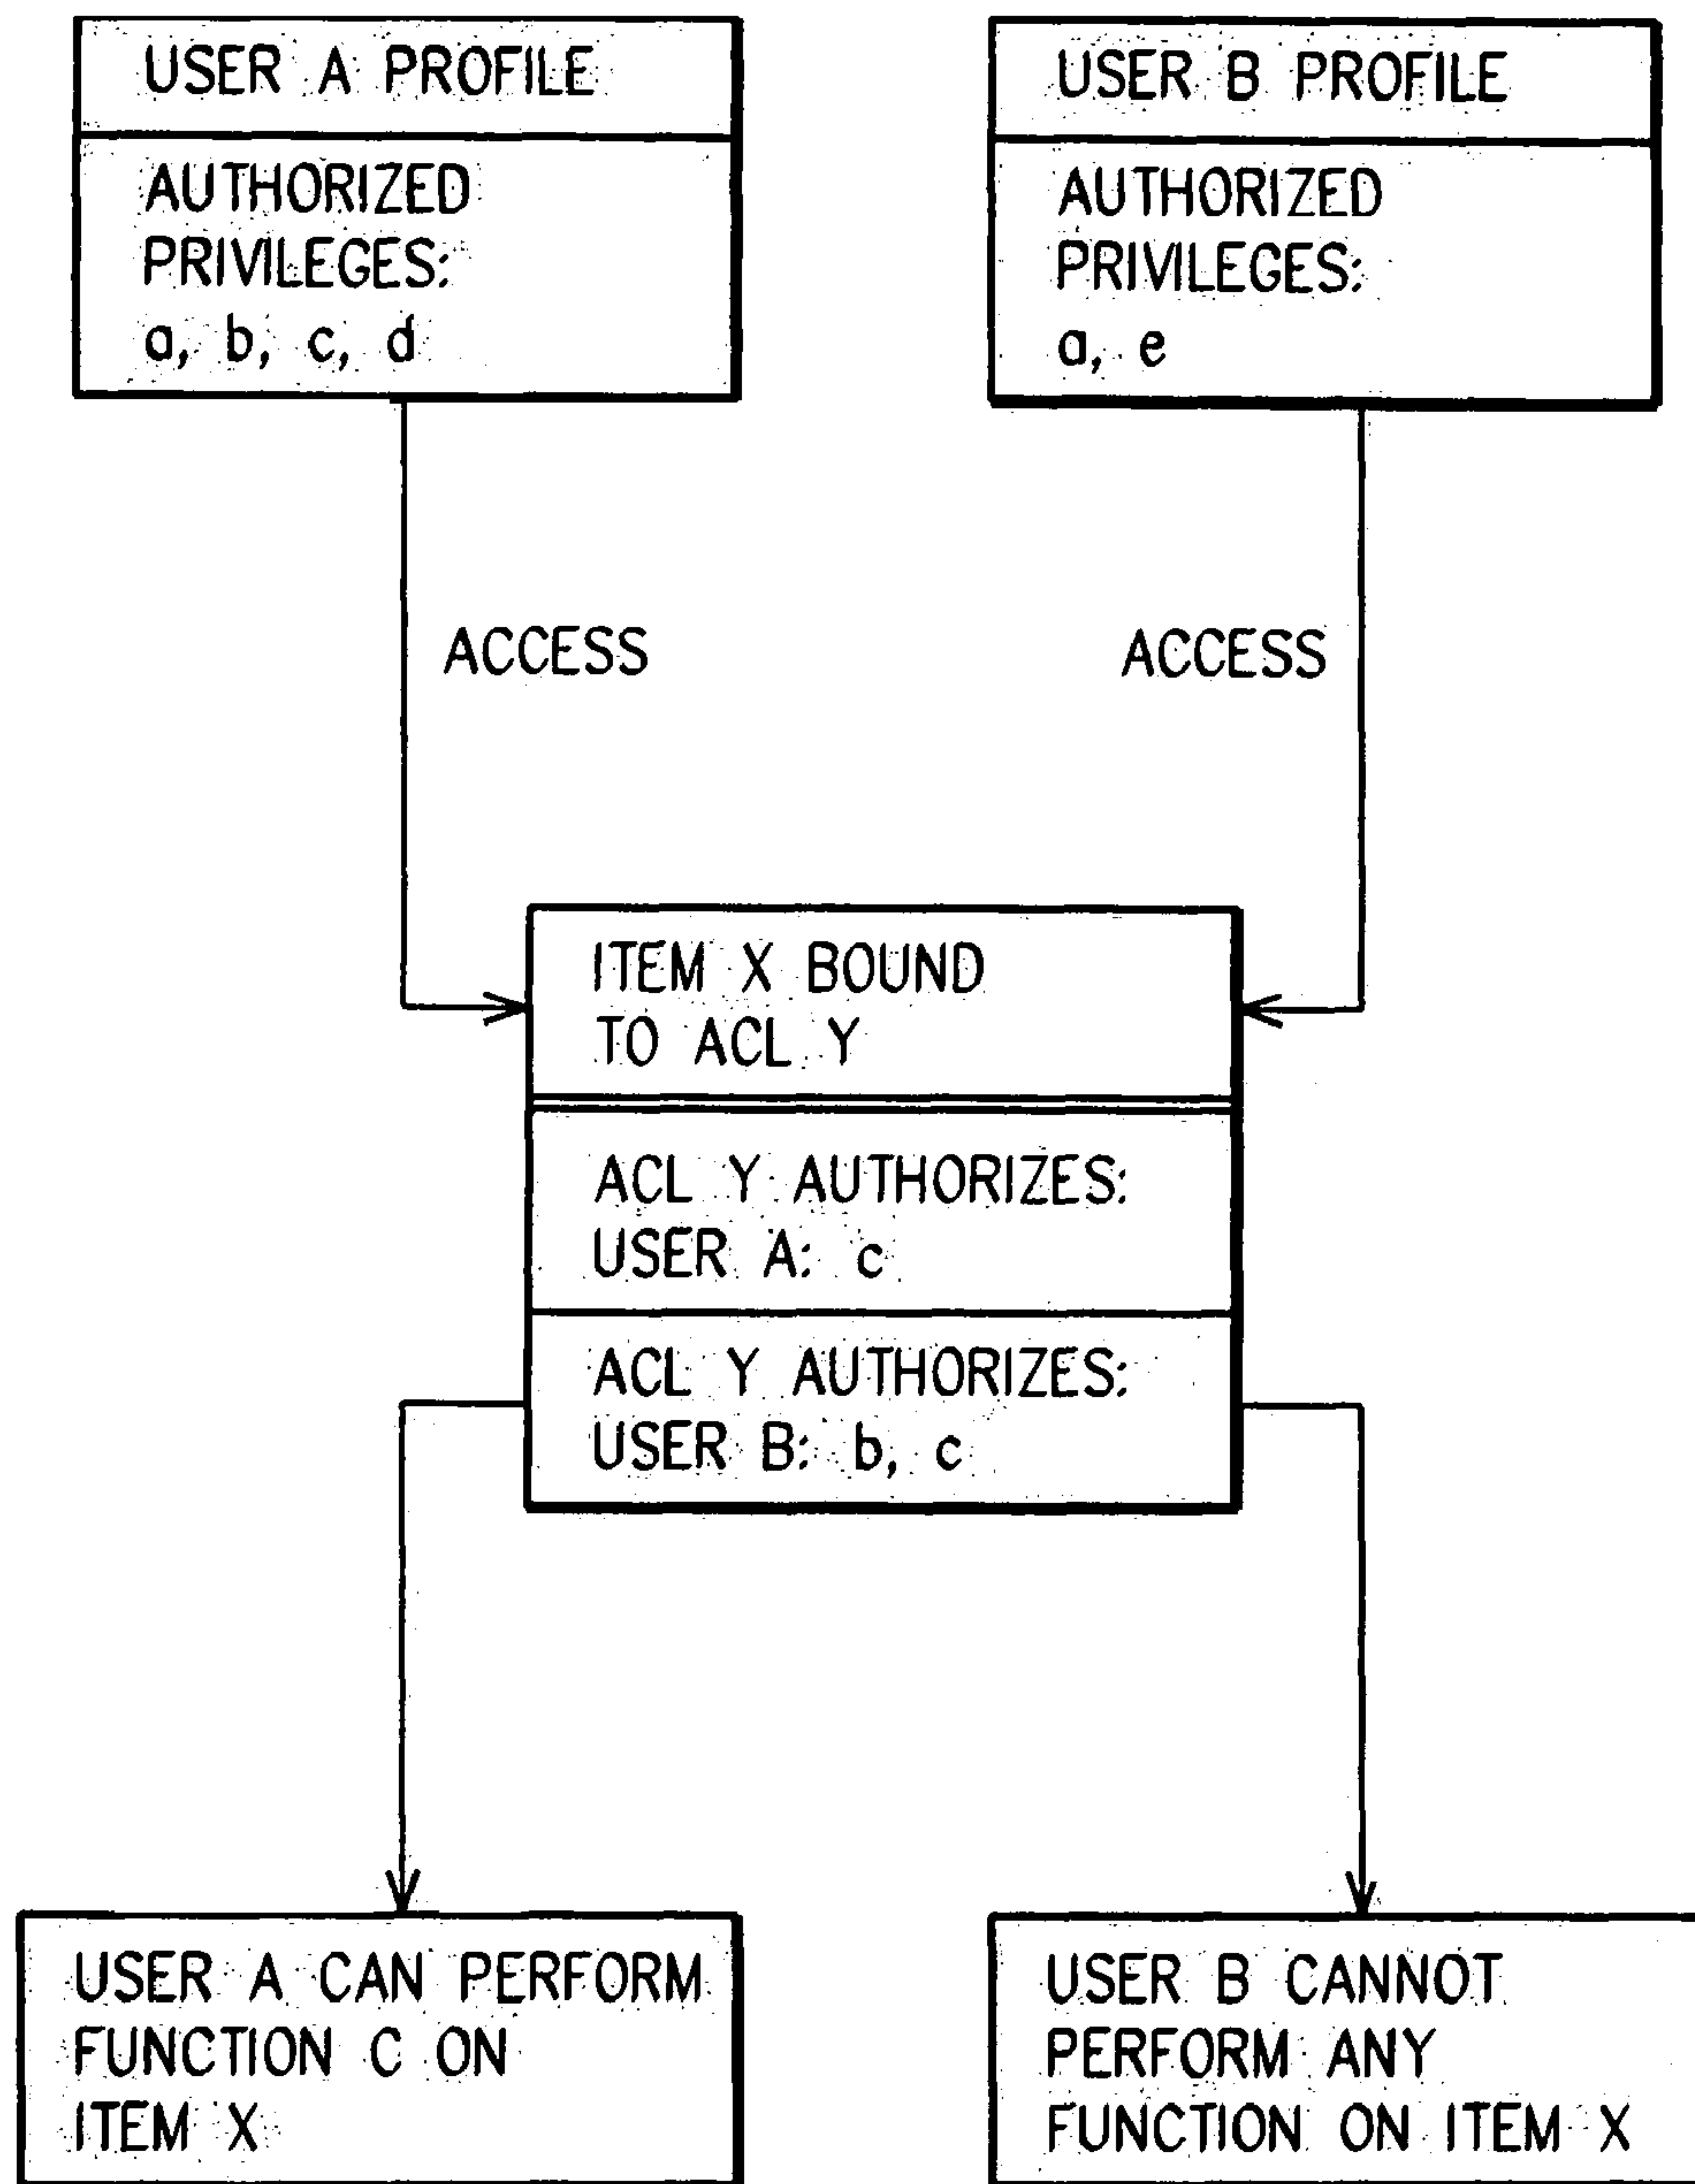 USER A PROFILE
AUTHORIZED
PRIVILEGES:
a, b, c, d
USER B PROFILE
AUTHORIZED
PRIVILEGES:
a, e
ACCESS
ACCESS
ITEM X BOUND
TO ACL Y
ACL Y AUTHORIZES:
USER A: c
ACL Y AUTHORIZES:
USER B: b, c
USER A CAN PERFORM
FUNCTION C ON
ITEM X
USER B CANNOT
PERFORM ANY
FUNCTION ON ITEM X